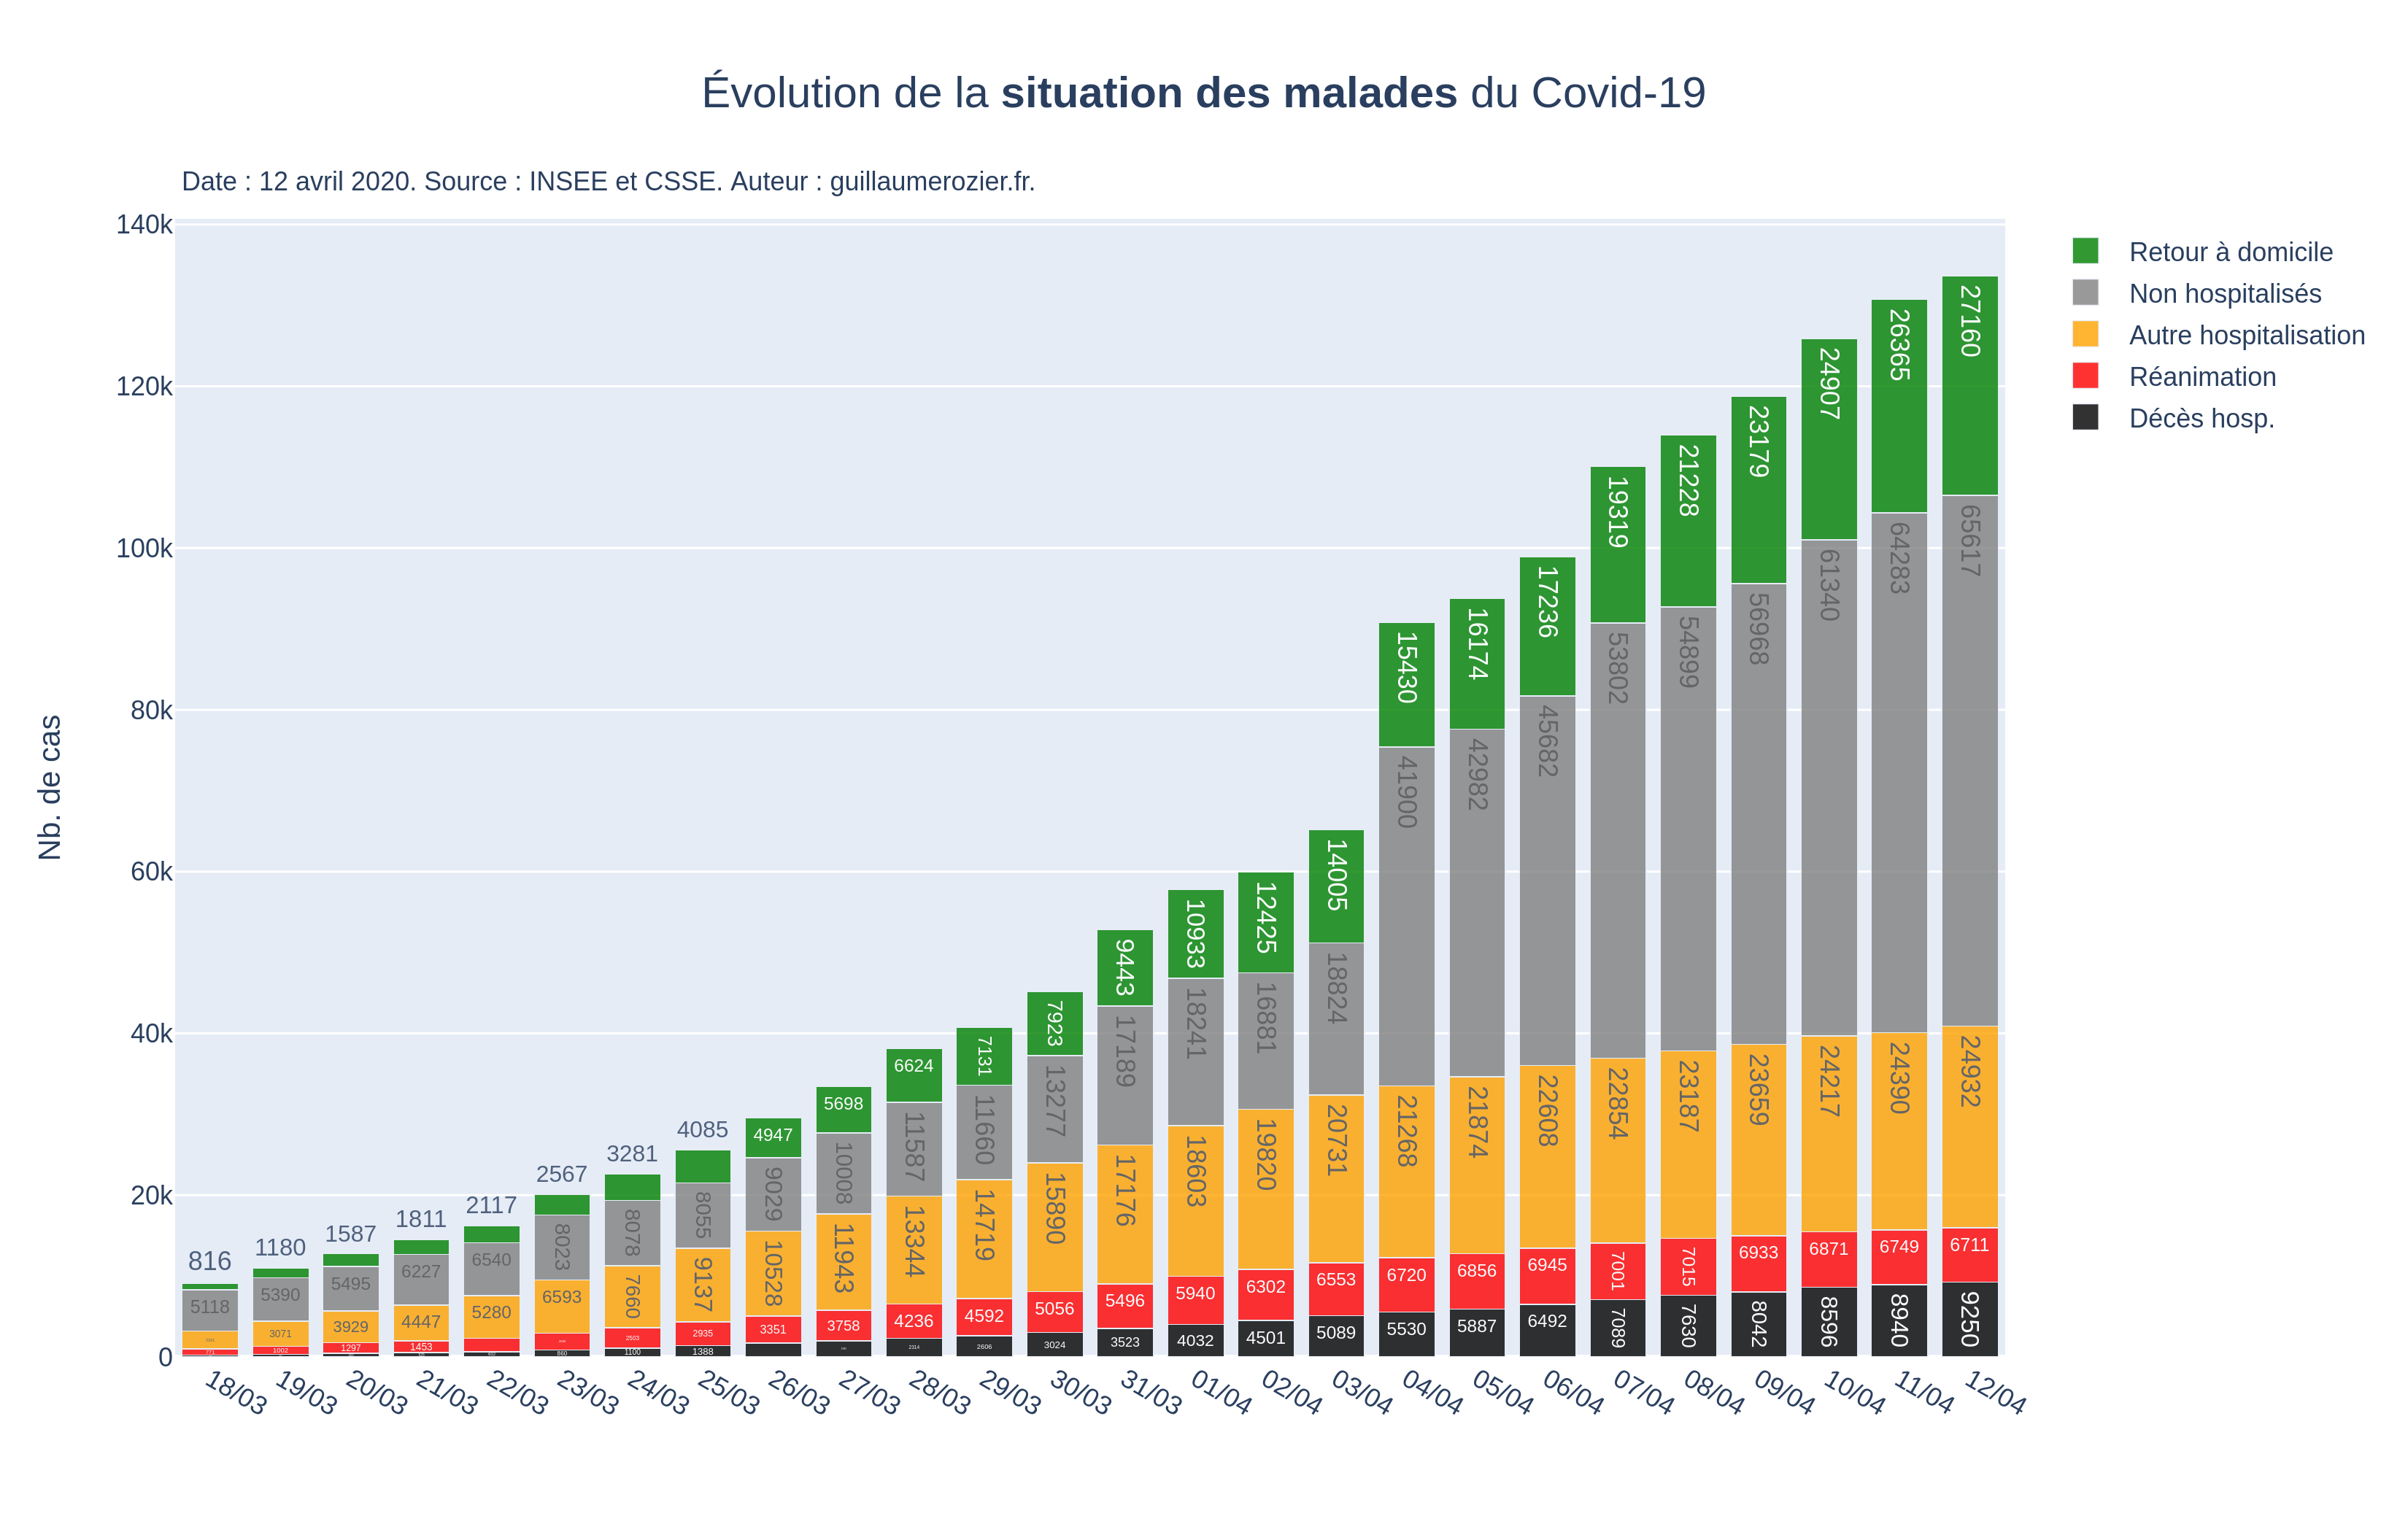 Évolution de la situation des malades du Covid-19
Date : 12 avril 2020. Source : INSEE et CSSE. Auteur : guillaumerozier.fr.
Nb. de cas
140k
120k
100k
80k
60k
40k
20k
0
Retour à domicile
Non hospitalisés
Autre hospitalisation
Réanimation
Décès hosp.
816 1180 1587 1811 2117 2567 3281 4085 4947 5698 6624 7131 7923 9443 10933 12425 14005 15430 16174 17236 19319 21228 23179 24907 26365 27160
5118 5390 5495 6227 6540 8023 8078 8055 9029 10008 11587 11660 13277 17189 18241 16881 18824 41900 42982 45682 53802 54899 56968 61340 64283 65617
3071 3929 4447 5280 6593 7660 9137 10528 11943 13344 14719 15890 17176 18603 19820 20731 21268 21874 22608 22854 23187 23659 24217 24390 24932
771 1002 1297 1453 2503 2935 3351 3758 4236 4592 5056 5496 5940 6302 6553 6720 6856 6945 7001 7015 6933 6871 6749 6711
860 1100 1388 2314 2606 3024 3523 4032 4501 5089 5530 5887 6492 7089 7630 8042 8596 8940 9250
18/03 19/03 20/03 21/03 22/03 23/03 24/03 25/03 26/03 27/03 28/03 29/03 30/03 31/03 01/04 02/04 03/04 04/04 05/04 06/04 07/04 08/04 09/04 10/04 11/04 12/04